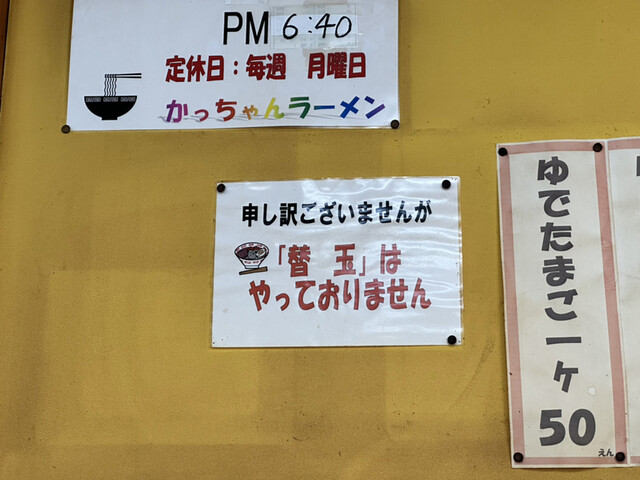 PM 6:40
定休日：毎週 月曜日
かっちゃんラーメン
申し訳ございませんが
「替 玉」は
やっておりません
ゆでたまご一ヶ
50
えん